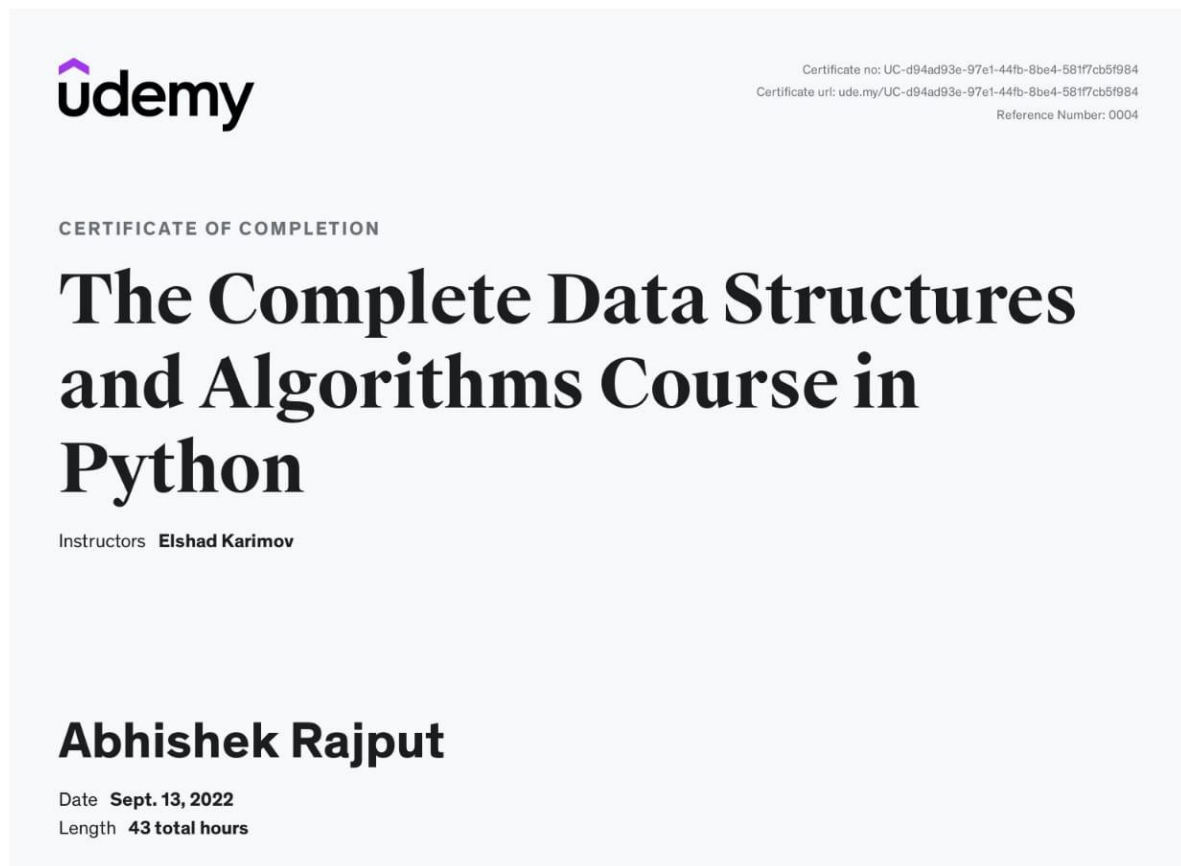 ûdemy
Certificate no: UC-d94ad93e-97e1-44fb-8be4-581f7cb5f984
Certificate url: ude.my/UC-d94ad93e-97e1-44fb-8be4-581f7cb5f984
Reference Number: 0004
CERTIFICATE OF COMPLETION
The Complete Data Structures
and Algorithms Course in
Python
Instructors Elshad Karimov
Abhishek Rajput
Date Sept. 13, 2022
Length 43 total hours